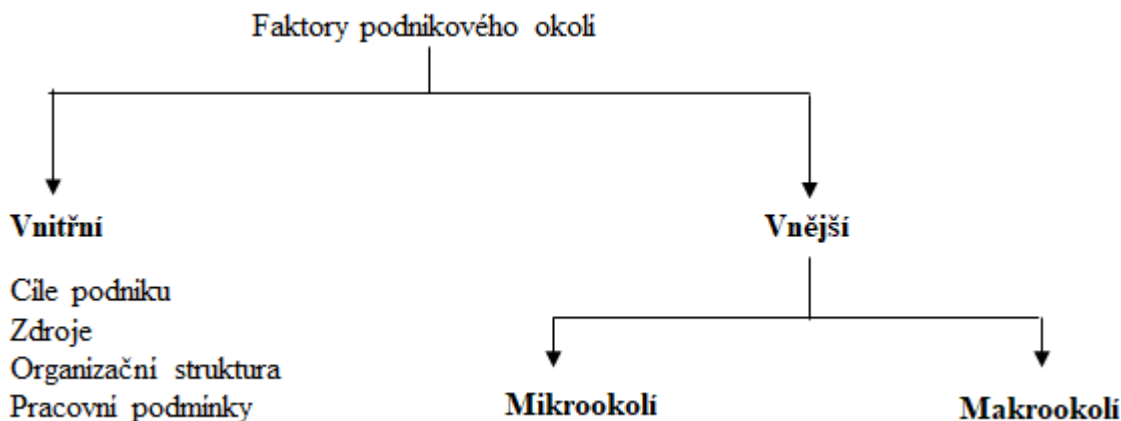 Faktory podnikového okolí
Vnitřní
Vnější
Cíle podniku
Zdroje
Organizační struktura
Pracovní podmínky
Mikrookolí
Makrookolí